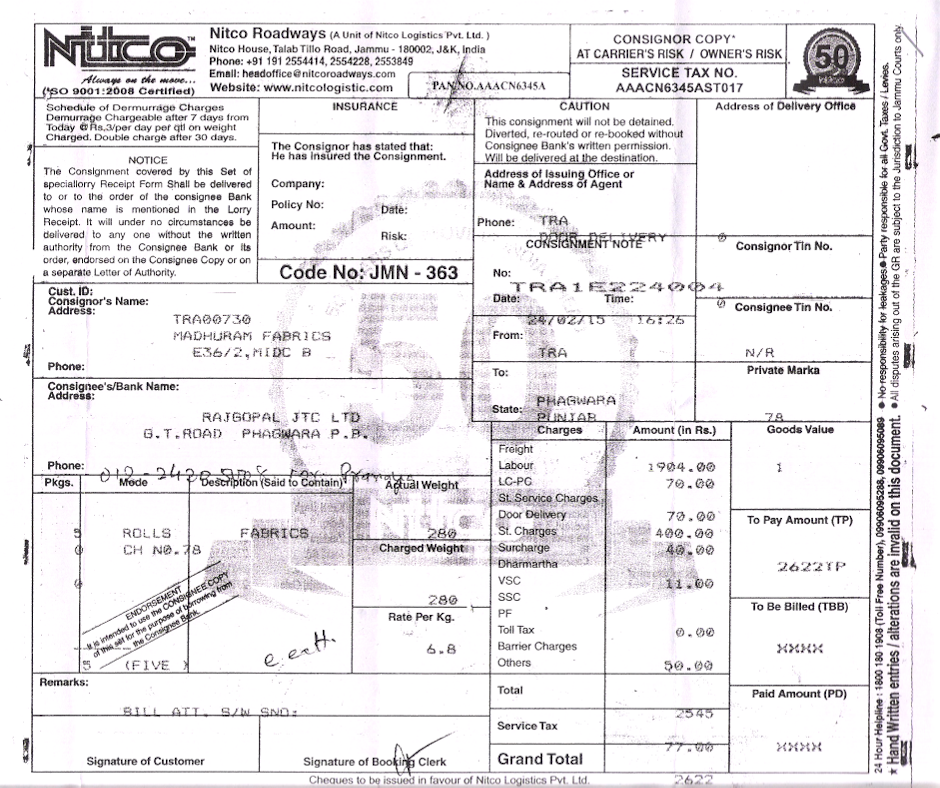 Nitco™
Always on the move...
(ISO 9001:2008 Certified)
Nitco Roadways (A Unit of Nitco Logistics Pvt. Ltd. )
Nitco House, Talab Tillo Road, Jammu - 180002, J&K, India
Phone: +91 191 2554414, 2554228, 2553849
Email: headoffice@nitcoroadways.com
Website: www.nitcologistic.com
PAN.NO.AAACN6345A
CONSIGNOR COPY
AT CARRIER'S RISK / OWNER'S RISK
SERVICE TAX NO.
AAACN6345AST017
50
Schedule of Dermurrage Charges
Demurrage Chargeable after 7 days from
Today @Rs,3/per day per qtl on weight
Charged. Double charge after 30 days.
NOTICE
The Consignment covered by this Set of
speciallorry Receipt Form Shall be delivered
to or to the order of the consignee Bank
whose name is mentioned in the Lorry
Receipt. It will under no circumstances be
delivered to any one without the written
authority from the Consignee Bank or its
order, endorsed on the Consignee Copy or on
a separate Letter of Authority.
INSURANCE
The Consignor has stated that:
He has insured the Consignment.
Company:
Policy No:
Date:
Amount:
Risk:
Code No: JMN - 363
CAUTION
This consignment will not be detained.
Diverted, re-routed or re-booked without
Consignee Bank's written permission.
Will be delivered at the destination.
Address of Issuing Office or
Name & Address of Agent
Phone: TRA
DOOR DELIVERY
CONSIGNMENT NOTE
No:
TRA1E224004
Date: Time:
24/02/15 16:26
From:
TRA
To:
PHAGWARA
State: PUNJAB
Address of Delivery Office
0
Consignor Tin No.
0
Consignee Tin No.
N/R
Private Marka
78
Cust. ID:
Consignor's Name:
Address:
TRA00730
MADHURAM FABRICS
E36/2,MIDC B
Phone:
Consignee's/Bank Name:
Address:
RAJGOPAL JTC LTD
G.T.ROAD PHAGWARA P.B.
Phone:
Pkgs. Mode Description (Said to Contain) Actual Weight
5 ROLLS FABRICS 280
0 CH NO.78
Charged Weight
0
280
Rate Per Kg.
6.8
5 (FIVE )
ENDORSEMENT
It is intended to use the CONSIGNEE COPY
of this set for the purpose of borrowing from
the Consignee Bank.
Charges Amount (in Rs.)
Freight
Labour 1904.00
LC-PG 70.00
St. Service Charges
Door Delivery 70.00
St. Charges 400.00
Surcharge 40.00
Dharmartha
VSC 11.00
SSC
PF
Toll Tax 0.00
Barrier Charges
Others 50.00
Total
2545
Service Tax
77.00
Grand Total
2622
Goods Value
1
To Pay Amount (TP)
2622TP
To Be Billed (TBB)
XXXX
Paid Amount (PD)
XXXX
Remarks:
BILL ATT. S/W SND:
Signature of Customer
Signature of Booking Clerk
Cheques to be issued in favour of Nitco Logistics Pvt. Ltd.
24 Hour Helpline : 1800 180 1908 (Toll Free Number), 09906095288, 09906095089 ● No responsibility for leakages ● Party responsible for all Govt. Taxes / Levies.
★ Hand Written entries / alterations are invalid on this document. ● All disputes arising out of the GR are subject to the Jurisdiction to Jammu Courts only.